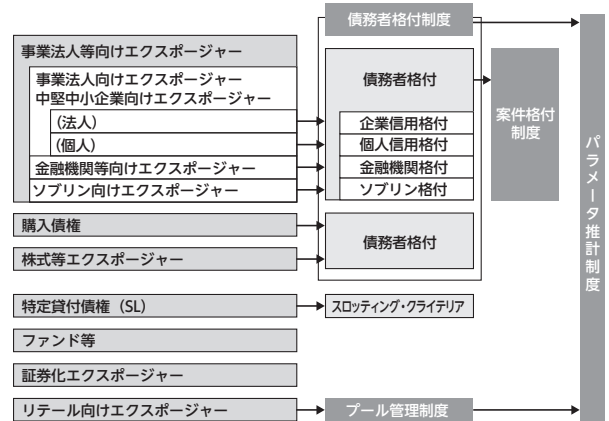 債務者格付制度
事業法人等向けエクスポージャー
事業法人向けエクスポージャー
中堅中小企業向けエクスポージャー
(法人)
(個人)
金融機関等向けエクスポージャー
ソブリン向けエクスポージャー
債務者格付
企業信用格付
個人信用格付
金融機関格付
ソブリン格付
案件格付
制度
パラメータ推計制度
購入債権
株式等エクスポージャー
債務者格付
特定貸付債権(SL)
スロッティング・クライテリア
ファンド等
証券化エクスポージャー
リテール向けエクスポージャー
プール管理制度